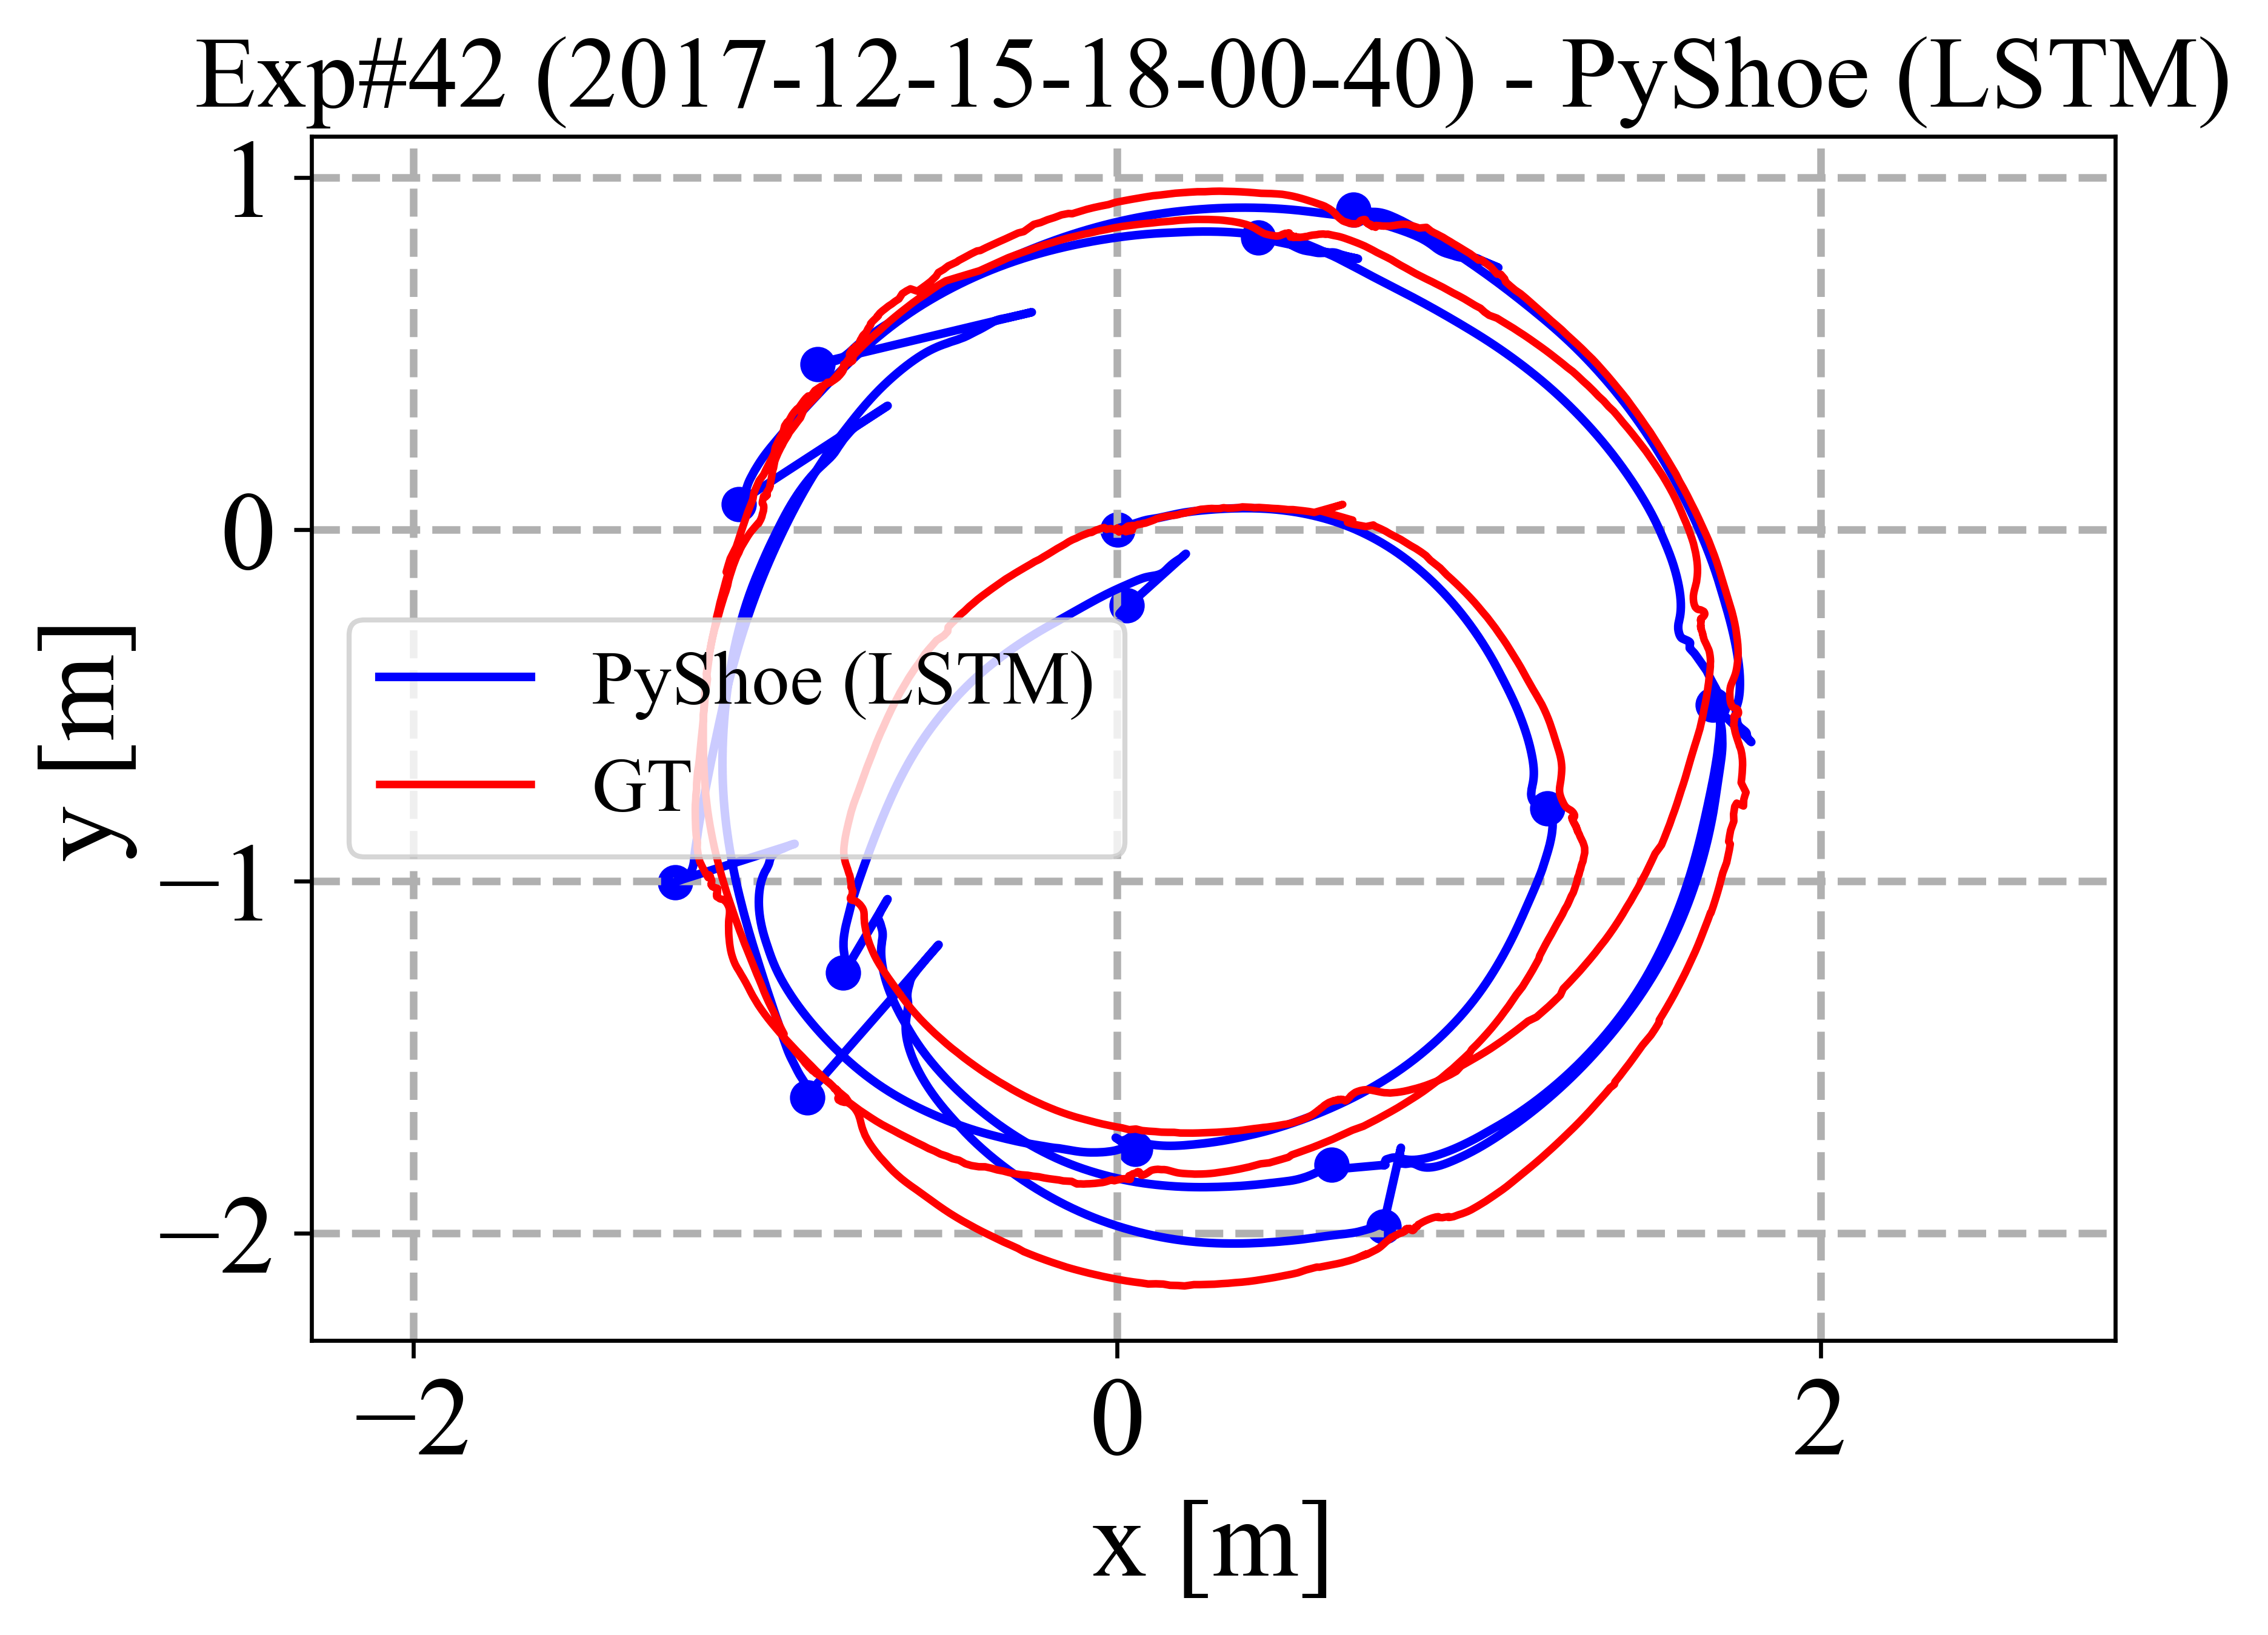 Exp#42 (2017-12-15-18-00-40) - PyShoe (LSTM)
1
0
−1
−2
y [m]
PyShoe (LSTM)
GT
−2
0
2
x [m]